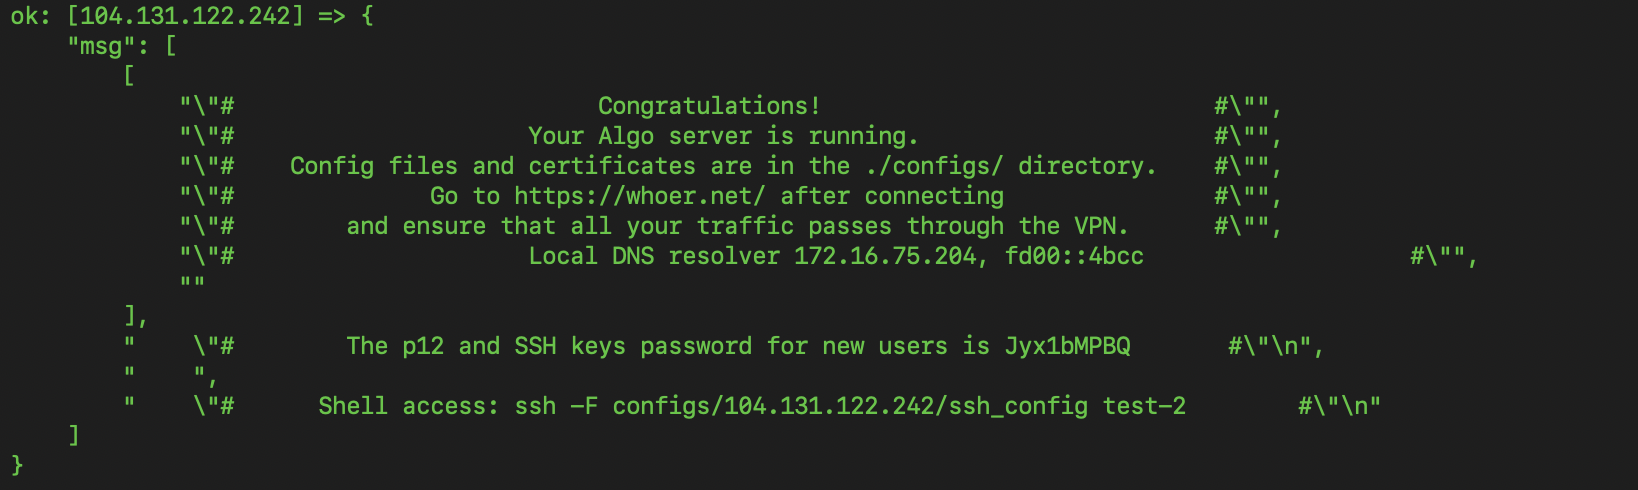 ok: [104.131.122.242] => {
    "msg": [
        [
            "\"#                          Congratulations!                            #\"",
            "\"#                     Your Algo server is running.                     #\"",
            "\"#    Config files and certificates are in the ./configs/ directory.    #\"",
            "\"#              Go to https://whoer.net/ after connecting               #\"",
            "\"#        and ensure that all your traffic passes through the VPN.      #\"",
            "\"#                     Local DNS resolver 172.16.75.204, fd00::4bcc                   #\"",
            ""
        ],
        "    \"#        The p12 and SSH keys password for new users is Jyx1bMPBQ       #\"\n",
        "    ",
        "    \"#      Shell access: ssh -F configs/104.131.122.242/ssh_config test-2        #\"\n"
    ]
}